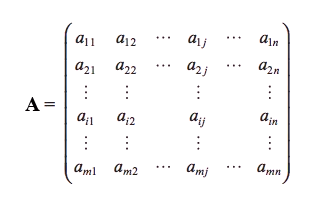 a₁₁ a₁₂ ⋯ a₁ⱼ ⋯ a₁ₙ
a₂₁ a₂₂ ⋯ a₂ⱼ ⋯ a₂ₙ
⋮ ⋮ ⋮ ⋮
A = aᵢ₁ aᵢ₂ aᵢⱼ aᵢₙ
⋮ ⋮ ⋮ ⋮
aₘ₁ aₘ₂ ⋯ aₘⱼ ⋯ aₘₙ